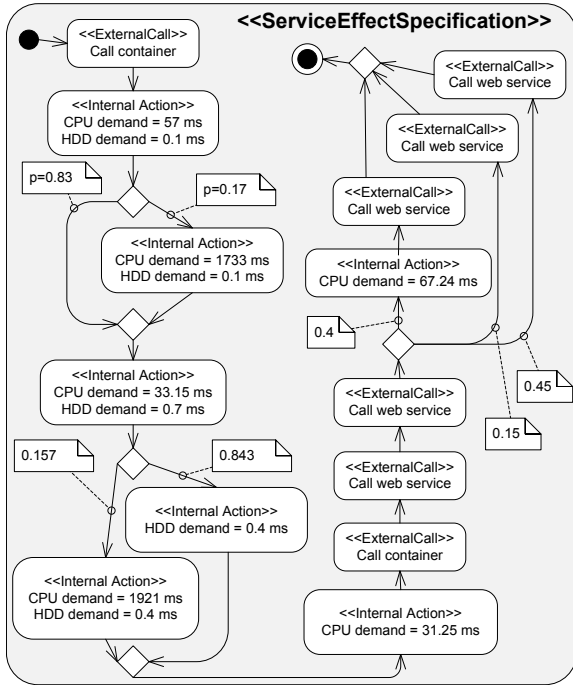 <<ServiceEffectSpecification>>
<<ExternalCall>>
Call container
<<Internal Action>>
CPU demand = 57 ms
HDD demand = 0.1 ms
p=0.83
p=0.17
<<Internal Action>>
CPU demand = 1733 ms
HDD demand = 0.1 ms
<<Internal Action>>
CPU demand = 33.15 ms
HDD demand = 0.7 ms
0.157
0.843
<<Internal Action>>
HDD demand = 0.4 ms
<<Internal Action>>
CPU demand = 1921 ms
HDD demand = 0.4 ms
<<Internal Action>>
CPU demand = 31.25 ms
<<ExternalCall>>
Call container
<<ExternalCall>>
Call web service
<<ExternalCall>>
Call web service
0.4
0.15
0.45
<<Internal Action>>
CPU demand = 67.24 ms
<<ExternalCall>>
Call web service
<<ExternalCall>>
Call web service
<<ExternalCall>>
Call web service